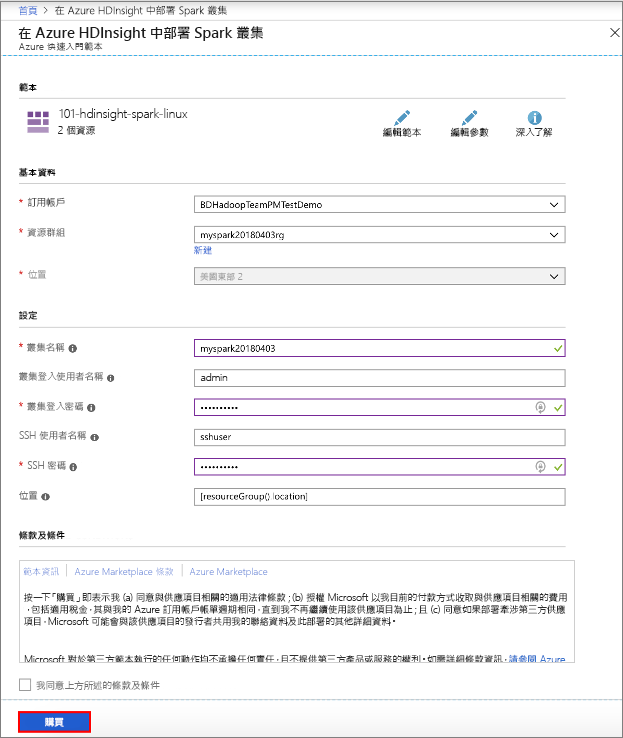 首頁 > 在 Azure HDInsight 中部署 Spark 叢集
在 Azure HDInsight 中部署 Spark 叢集
Azure 快速入門範本
範本
101-hdinsight-spark-linux
2 個資源
編輯範本 編輯參數 深入了解
基本資料
* 訂用帳戶 BDHadoopTeamPMTestDemo
* 資源群組 myspark20180403rg
新建
* 位置 美國東部 2
設定
* 叢集名稱 myspark20180403
叢集登入使用者名稱 admin
* 叢集登入密碼 ••••••••••
SSH 使用者名稱 sshuser
* SSH 密碼 ••••••••••
位置 [resourceGroup().location]
條款及條件
範本資訊 | Azure Marketplace 條款 | Azure Marketplace
按一下「購買」即表示我 (a) 同意與供應項目相關的適用法律條款；(b) 授權 Microsoft 以我目前的付款方式收取與供應項目相關的費用
，包括適用稅金，其與我的 Azure 訂用帳戶帳單週期相同，直到我不再繼續使用該供應項目為止；且 (c) 同意如果部署牽涉第三方供應
項目，Microsoft 可能會與該供應項目的發行者共用我的聯絡資料及此部署的其他詳細資料。
Microsoft 對於第三方範本執行的任何動作均不承擔任何責任，且不提供第三方產品或服務的權利。如需詳細條款資訊，請參閱 Azure
我同意上方所述的條款及條件
購買